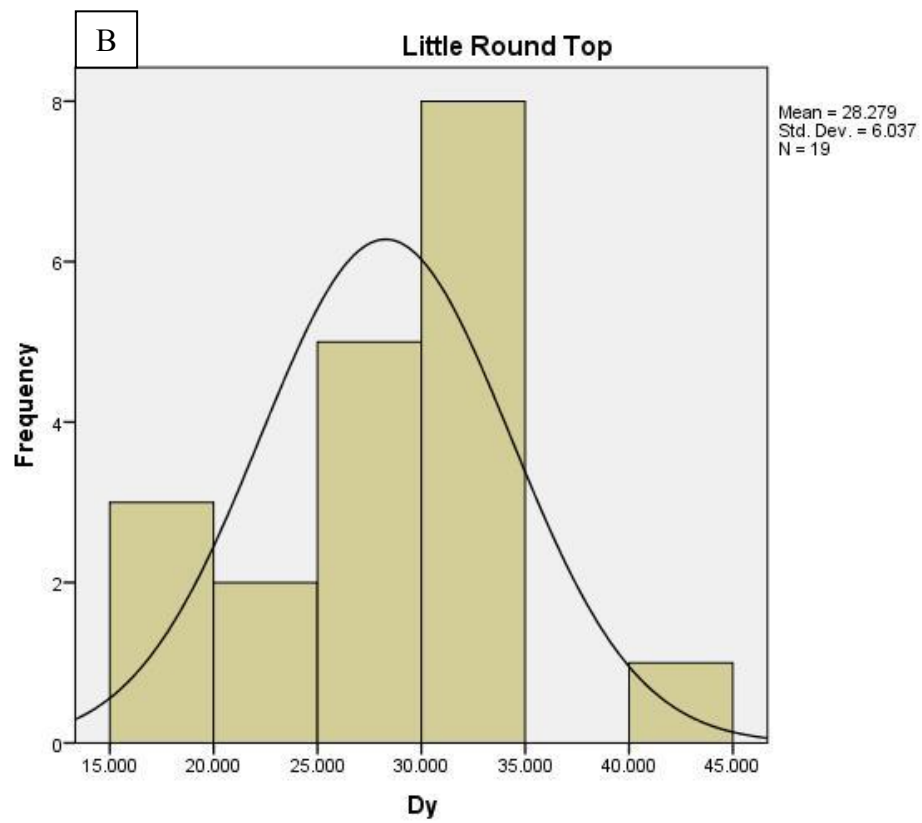 B
Little Round Top
Mean = 28.279
Std. Dev. = 6.037
N = 19
8
6
4
2
0
Frequency
15.000 20.000 25.000 30.000 35.000 40.000 45.000
Dy